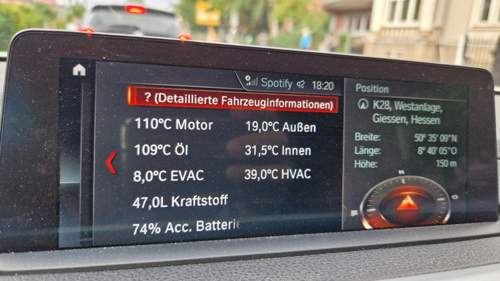 Spotify 18:20
? (Detaillierte Fahrzeuginformationen)
110°C Motor 19,0°C Außen
109°C Öl 31,5°C Innen
8,0°C EVAC 39,0°C HVAC
47,0L Kraftstoff
74% Acc. Batterie
Position
K28, Westanlage,
Giessen, Hessen
Breite: 50° 35' 09"N
Länge: 8° 40' 05"O
Höhe: 150 m